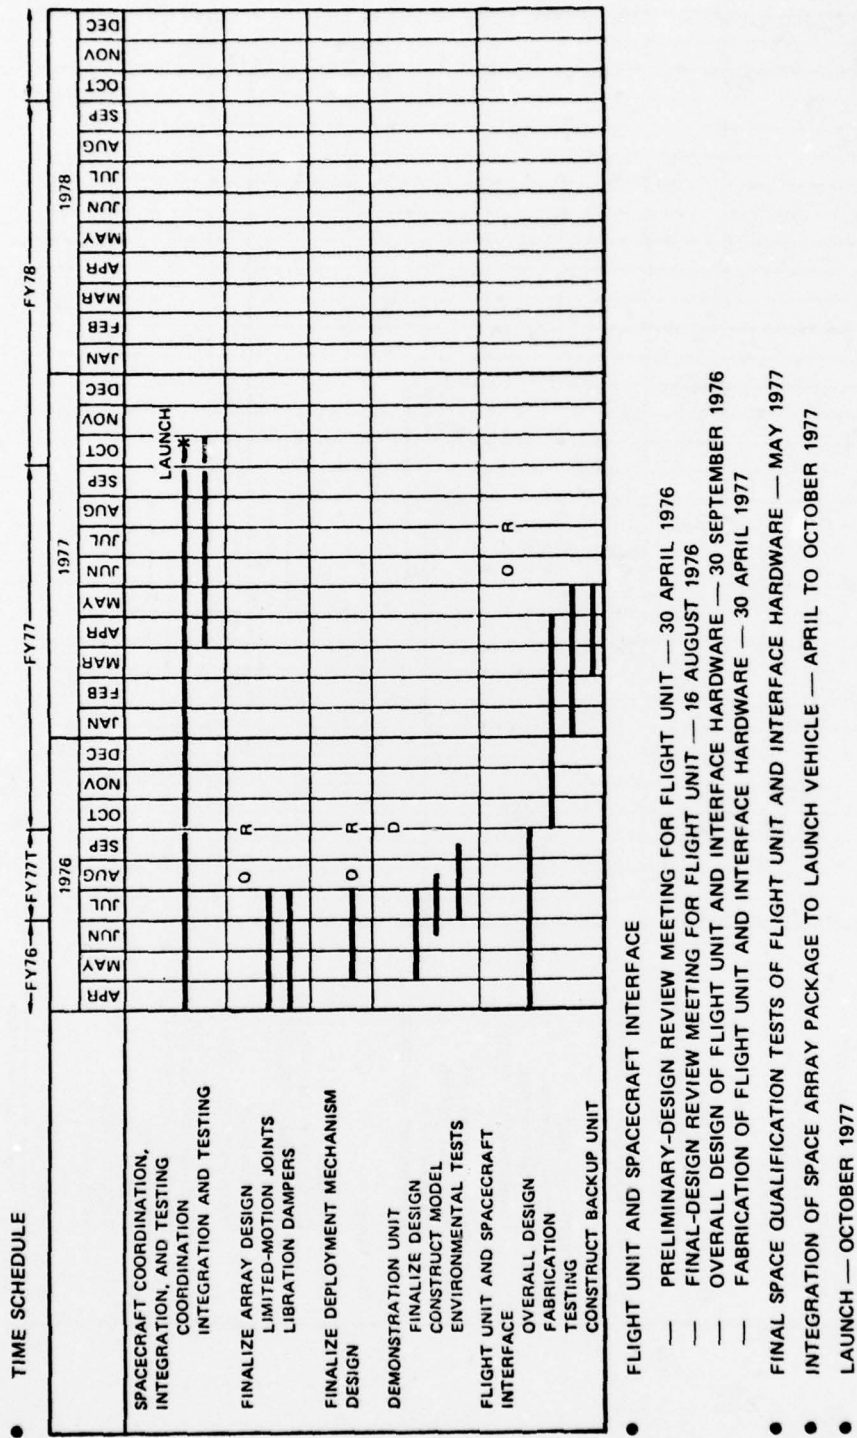 • TIME SCHEDULE
FY76 FY77T FY77 FY78
1976 1977 1978
APR MAY JUN JUL AUG SEP OCT NOV DEC JAN FEB MAR APR MAY JUN JUL AUG SEP OCT NOV DEC JAN FEB MAR APR MAY JUN JUL AUG SEP OCT NOV DEC
SPACECRAFT COORDINATION,
INTEGRATION, AND TESTING
LAUNCH
COORDINATION *
INTEGRATION AND TESTING
FINALIZE ARRAY DESIGN O R
LIMITED-MOTION JOINTS
LIBRATION DAMPERS
FINALIZE DEPLOYMENT MECHANISM
DESIGN O R
DEMONSTRATION UNIT D
FINALIZE DESIGN
CONSTRUCT MODEL
ENVIRONMENTAL TESTS
FLIGHT UNIT AND SPACECRAFT
INTERFACE O R
OVERALL DESIGN
FABRICATION
TESTING
CONSTRUCT BACKUP UNIT
• FLIGHT UNIT AND SPACECRAFT INTERFACE
— PRELIMINARY-DESIGN REVIEW MEETING FOR FLIGHT UNIT — 30 APRIL 1976
— FINAL-DESIGN REVIEW MEETING FOR FLIGHT UNIT — 16 AUGUST 1976
— OVERALL DESIGN OF FLIGHT UNIT AND INTERFACE HARDWARE — 30 SEPTEMBER 1976
— FABRICATION OF FLIGHT UNIT AND INTERFACE HARDWARE — 30 APRIL 1977
• FINAL SPACE QUALIFICATION TESTS OF FLIGHT UNIT AND INTERFACE HARDWARE — MAY 1977
• INTEGRATION OF SPACE ARRAY PACKAGE TO LAUNCH VEHICLE — APRIL TO OCTOBER 1977
• LAUNCH — OCTOBER 1977